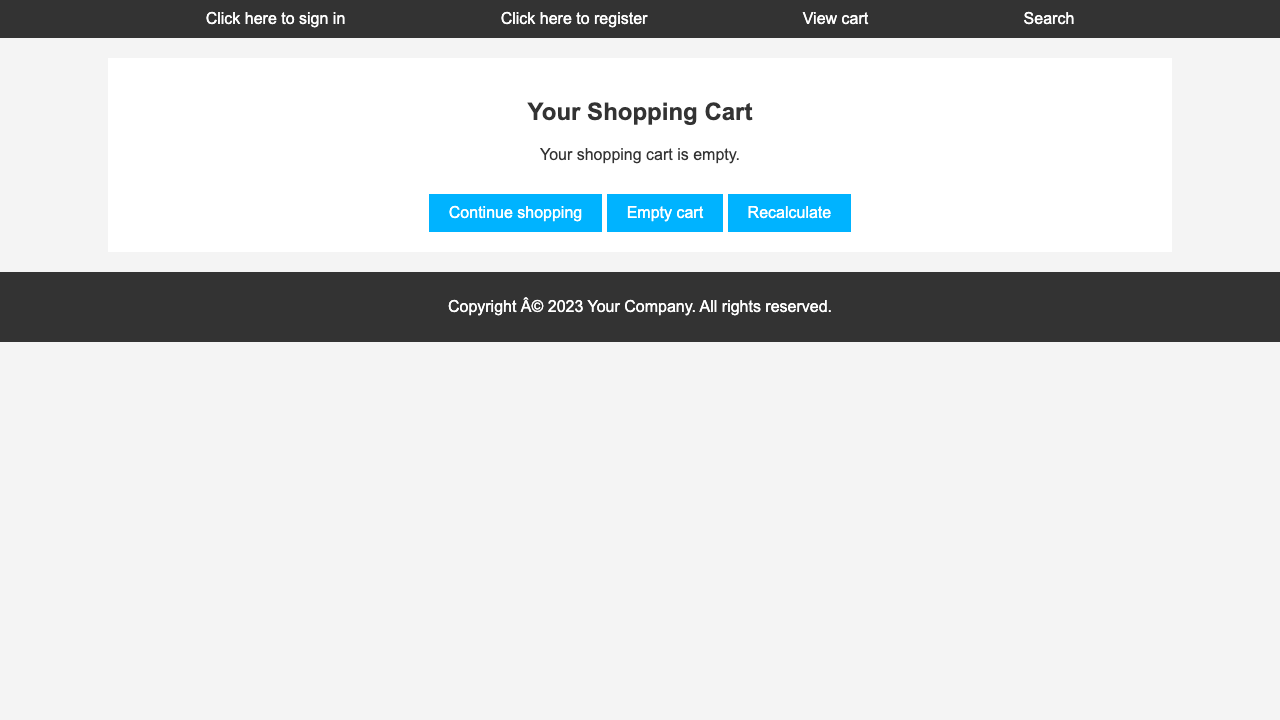 Click here to sign in Click here to register View cart Search
Your Shopping Cart
Your shopping cart is empty.
Continue shopping Empty cart Recalculate
Copyright Â© 2023 Your Company. All rights reserved.